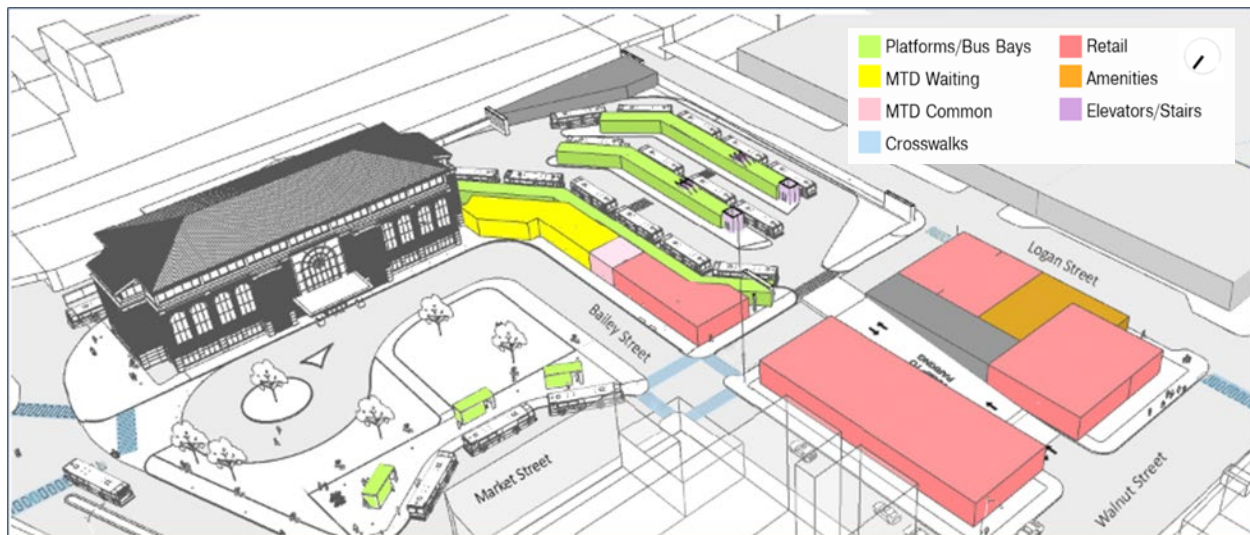 Platforms/Bus Bays
MTD Waiting
MTD Common
Crosswalks
Retail
Amenities
Elevators/Stairs
Logan Street
Bailey Street
Market Street
Walnut Street
PARKING